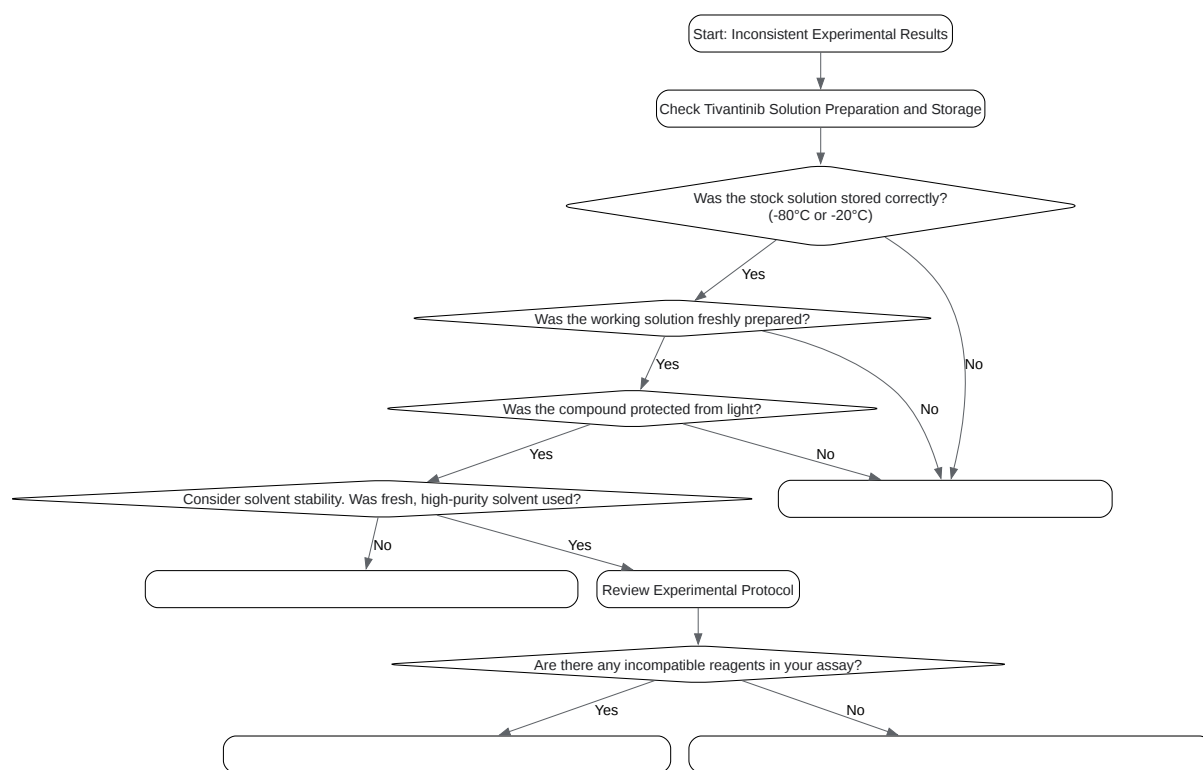 Start: Inconsistent Experimental Results
Check Tivantinib Solution Preparation and Storage
Was the stock solution stored correctly?
(-80°C or -20°C)
Yes
Was the working solution freshly prepared?
Yes
No
Was the compound protected from light?
No
Yes
No
Consider solvent stability. Was fresh, high-purity solvent used?
No
Yes
Review Experimental Protocol
Are there any incompatible reagents in your assay?
Yes
No